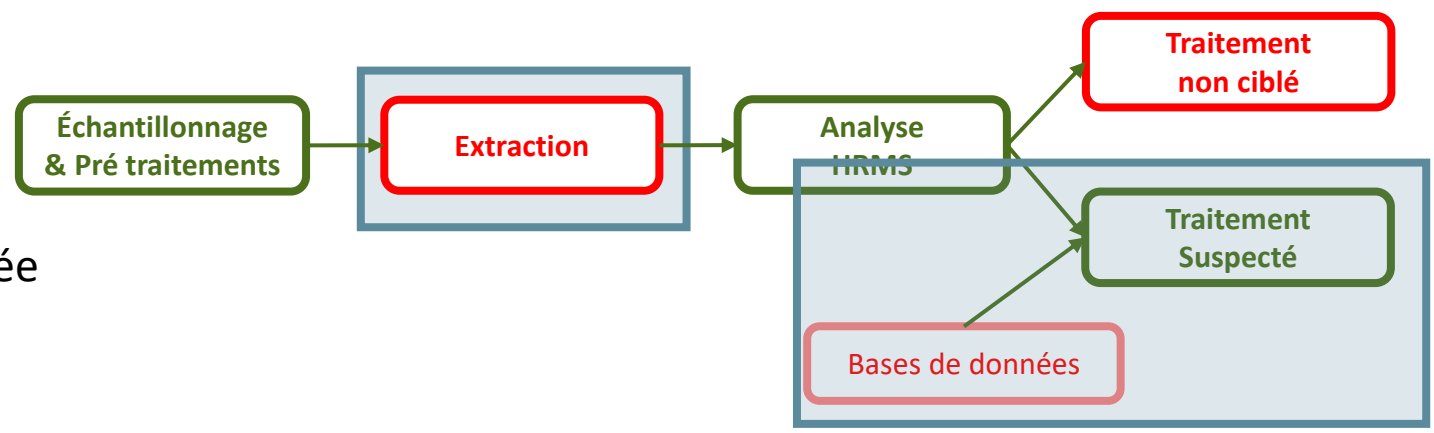 Échantillonnage
& Pré traitements
Extraction
Analyse
HRMS
Traitement
non ciblé
Traitement
Suspecté
ée
Bases de données